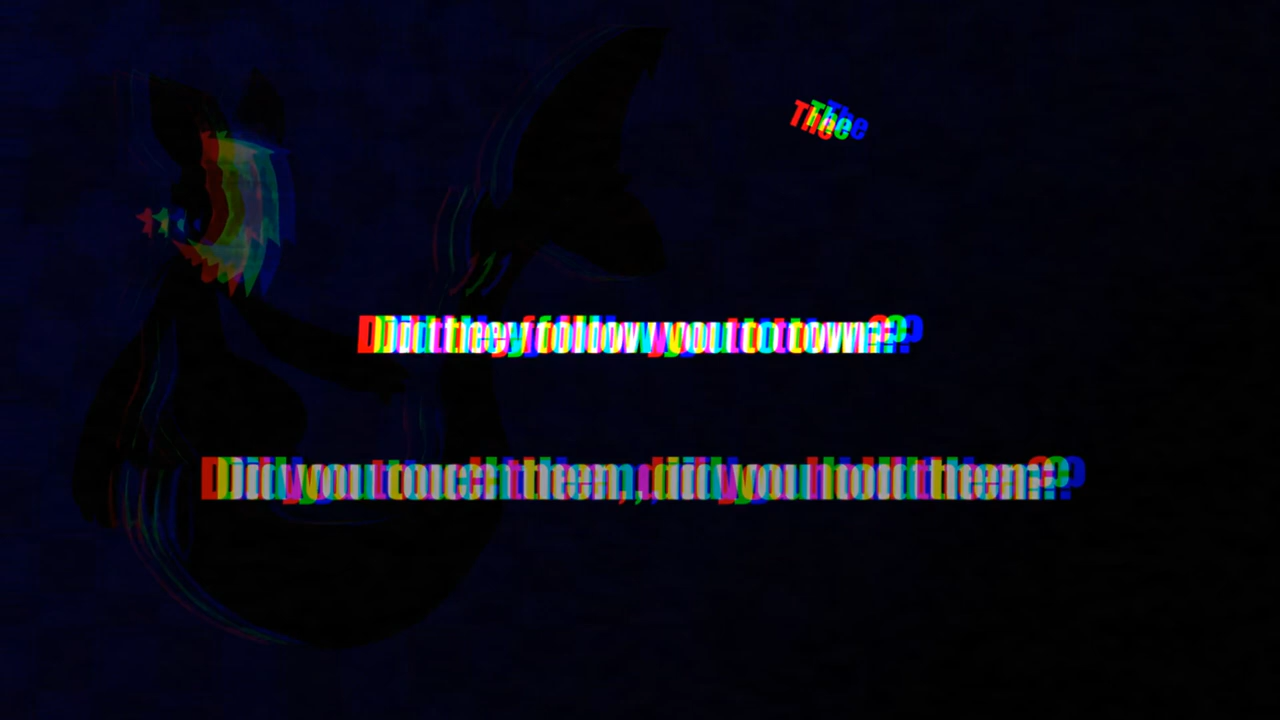 The
Did they follow you to town?
Did you touch them, did you hold them?